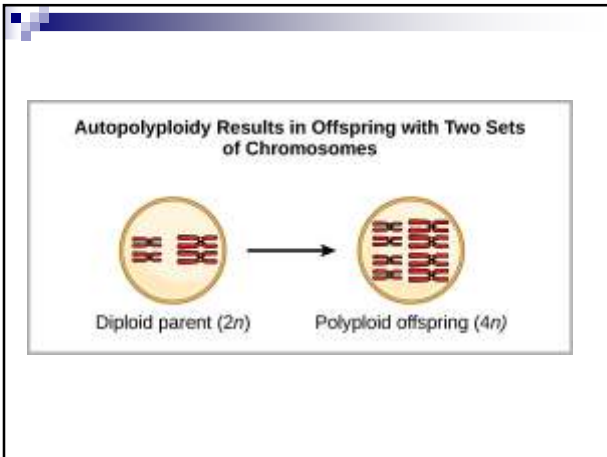 Autopolyploidy Results in Offspring with Two Sets
of Chromosomes
Diploid parent (2n)
Polyploid offspring (4n)